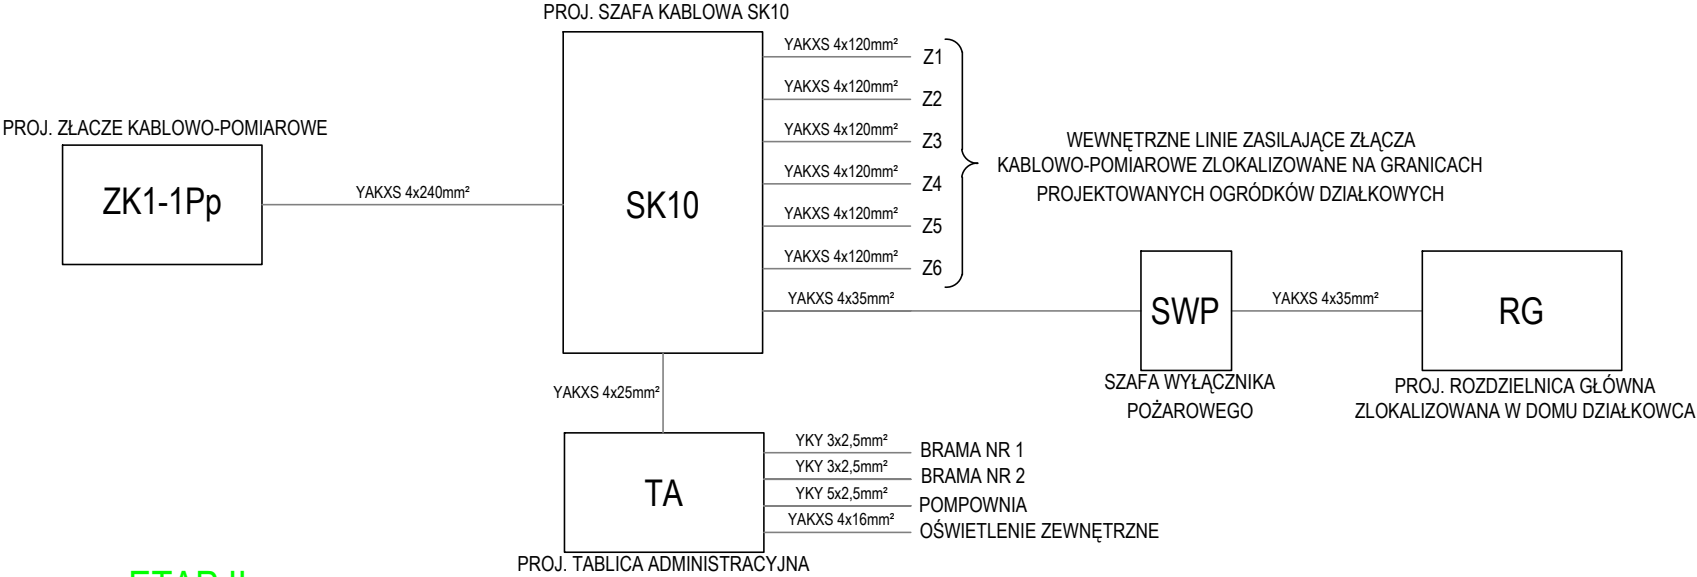 PROJ. SZAFA KABLOWA SK10
YAKXS 4x120mm² Z1
YAKXS 4x120mm² Z2
YAKXS 4x120mm² Z3
YAKXS 4x120mm² Z4
YAKXS 4x120mm² Z5
YAKXS 4x120mm² Z6
WEWNĘTRZNE LINIE ZASILAJĄCE ZŁĄCZA
KABLOWO-POMIAROWE ZLOKALIZOWANE NA GRANICACH
PROJEKTOWANYCH OGRÓDKÓW DZIAŁKOWYCH
PROJ. ZŁACZE KABLOWO-POMIAROWE
ZK1-1Pp
YAKXS 4x240mm²
SK10
YAKXS 4x35mm²
SWP
YAKXS 4x35mm²
RG
SZAFA WYŁĄCZNIKA
POŻAROWEGO
PROJ. ROZDZIELNICA GŁÓWNA
ZLOKALIZOWANA W DOMU DZIAŁKOWCA
YAKXS 4x25mm²
TA
YKY 3x2,5mm² BRAMA NR 1
YKY 3x2,5mm² BRAMA NR 2
YKY 5x2,5mm² POMPOWNIA
YAKXS 4x16mm² OŚWIETLENIE ZEWNĘTRZNE
PROJ. TABLICA ADMINISTRACYJNA
ETAP II